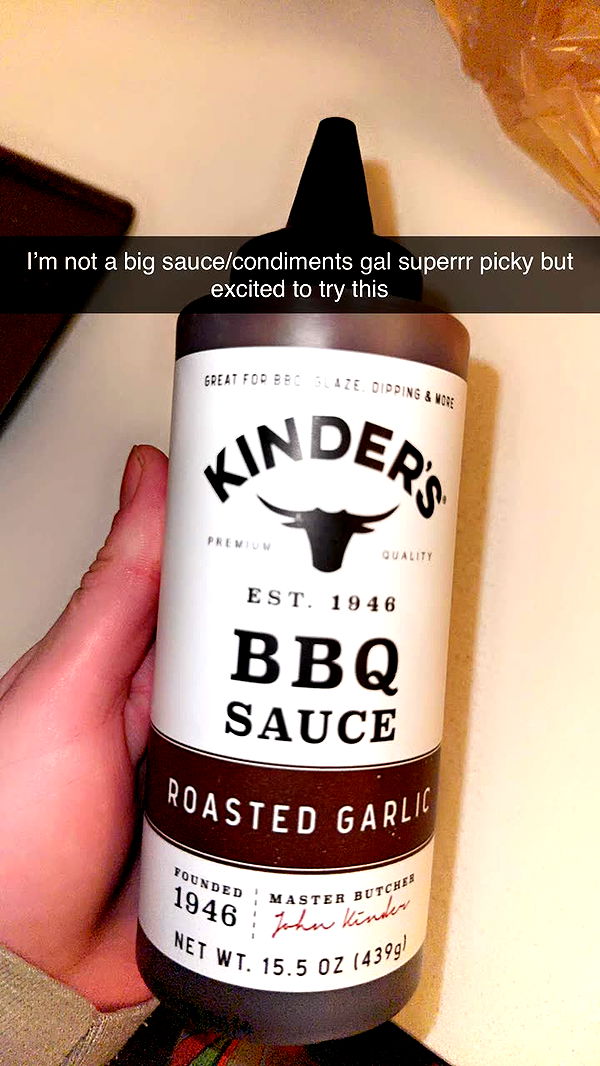 I'm not a big sauce/condiments gal superrr picky but
excited to try this
GREAT FOR BBQ GLAZE, DIPPING & MORE
KINDER'S®
PREMIUM QUALITY
EST. 1946
BBQ
SAUCE
ROASTED GARLIC
FOUNDED
1946
MASTER BUTCHER
John Kinder
NET WT. 15.5 OZ (439g)